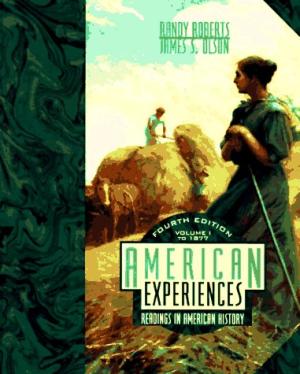 RANDY ROBERTS
JAMES S. OLSON
FOURTH EDITION
VOLUME I
TO 1877
AMERICAN
EXPERIENCES
READINGS IN AMERICAN HISTORY